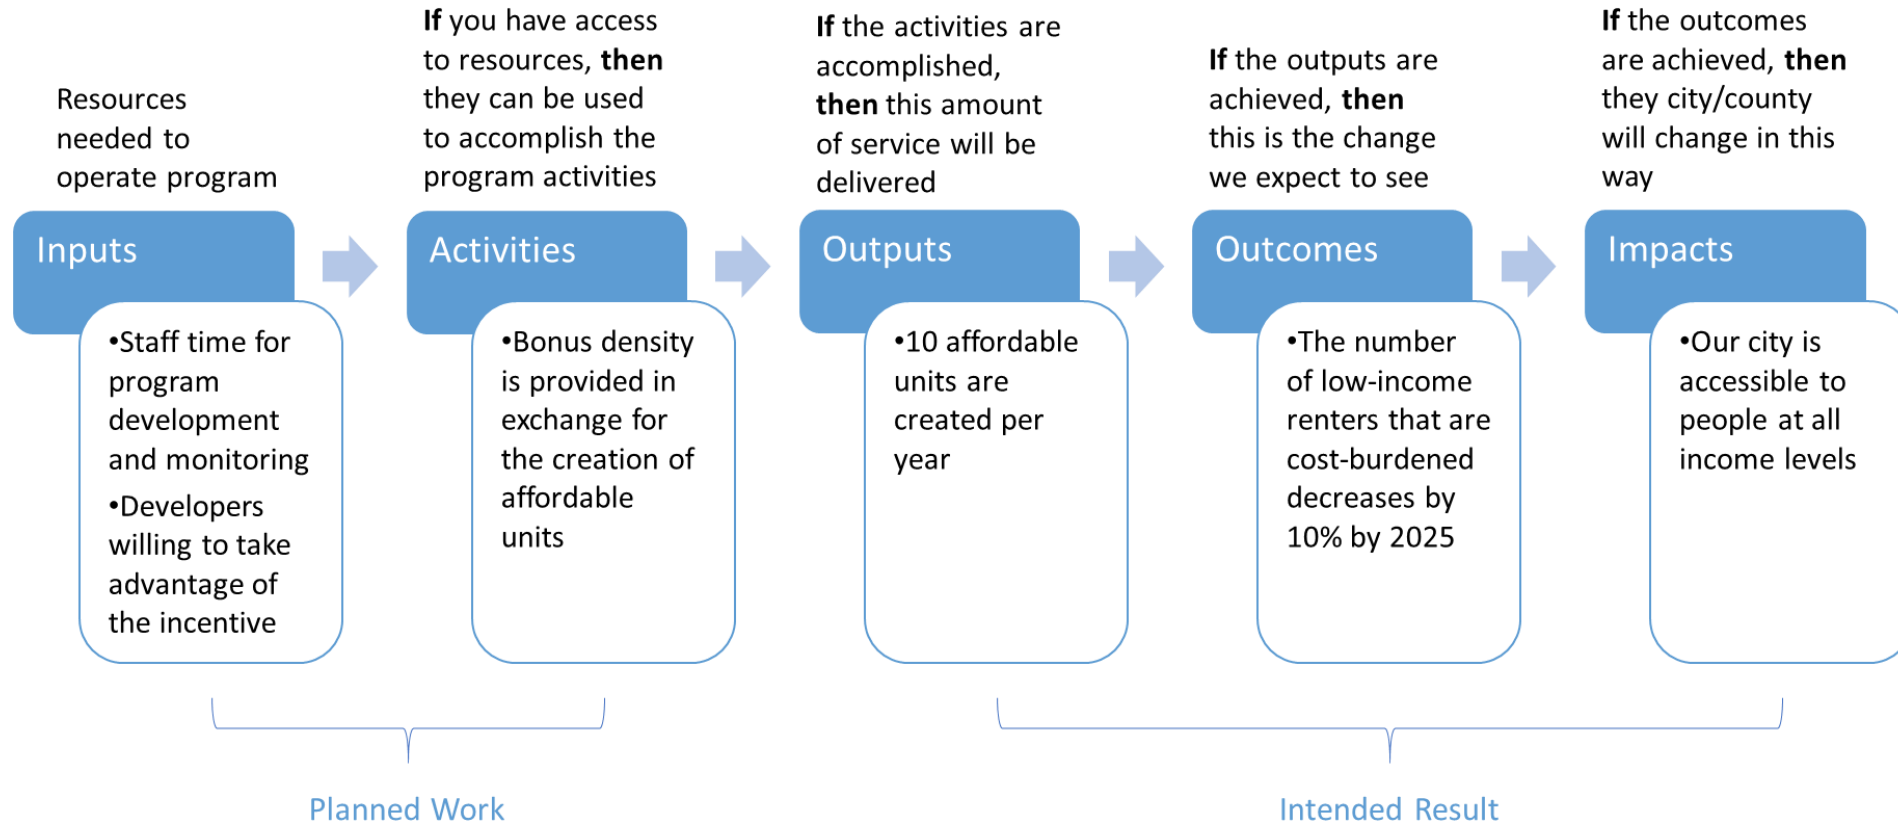 Resources
needed to
operate program
If you have access
to resources, then
they can be used
to accomplish the
program activities
If the activities are
accomplished,
then this amount
of service will be
delivered
If the outputs are
achieved, then
this is the change
we expect to see
If the outcomes
are achieved, then
they city/county
will change in this
way
Inputs
•Staff time for
program
development
and monitoring
•Developers
willing to take
advantage of
the incentive
Activities
•Bonus density
is provided in
exchange for
the creation of
affordable
units
Outputs
•10 affordable
units are
created per
year
Outcomes
•The number
of low-income
renters that are
cost-burdened
decreases by
10% by 2025
Impacts
•Our city is
accessible to
people at all
income levels
Planned Work
Intended Result